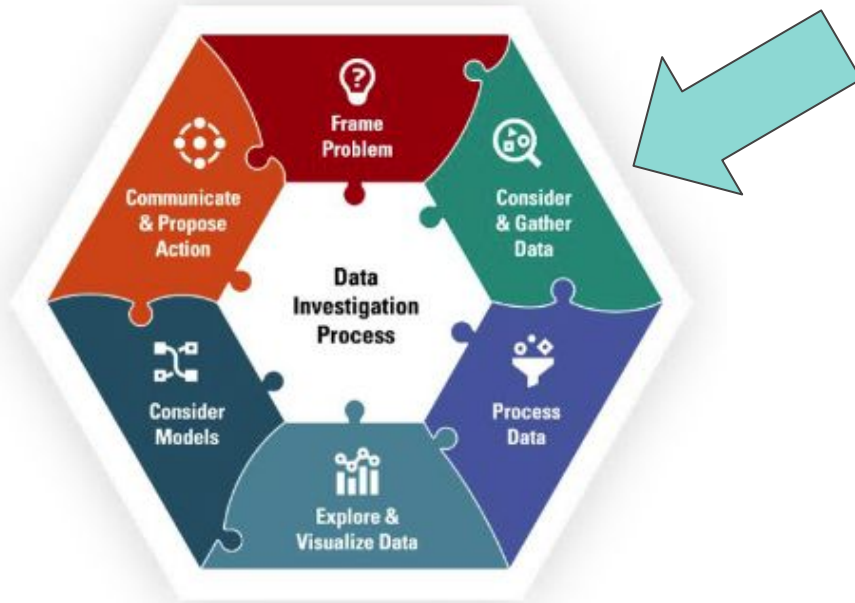 Frame
Problem
Consider
& Gather
Data
Process
Data
Explore &
Visualize Data
Consider
Models
Communicate
& Propose
Action
Data
Investigation
Process